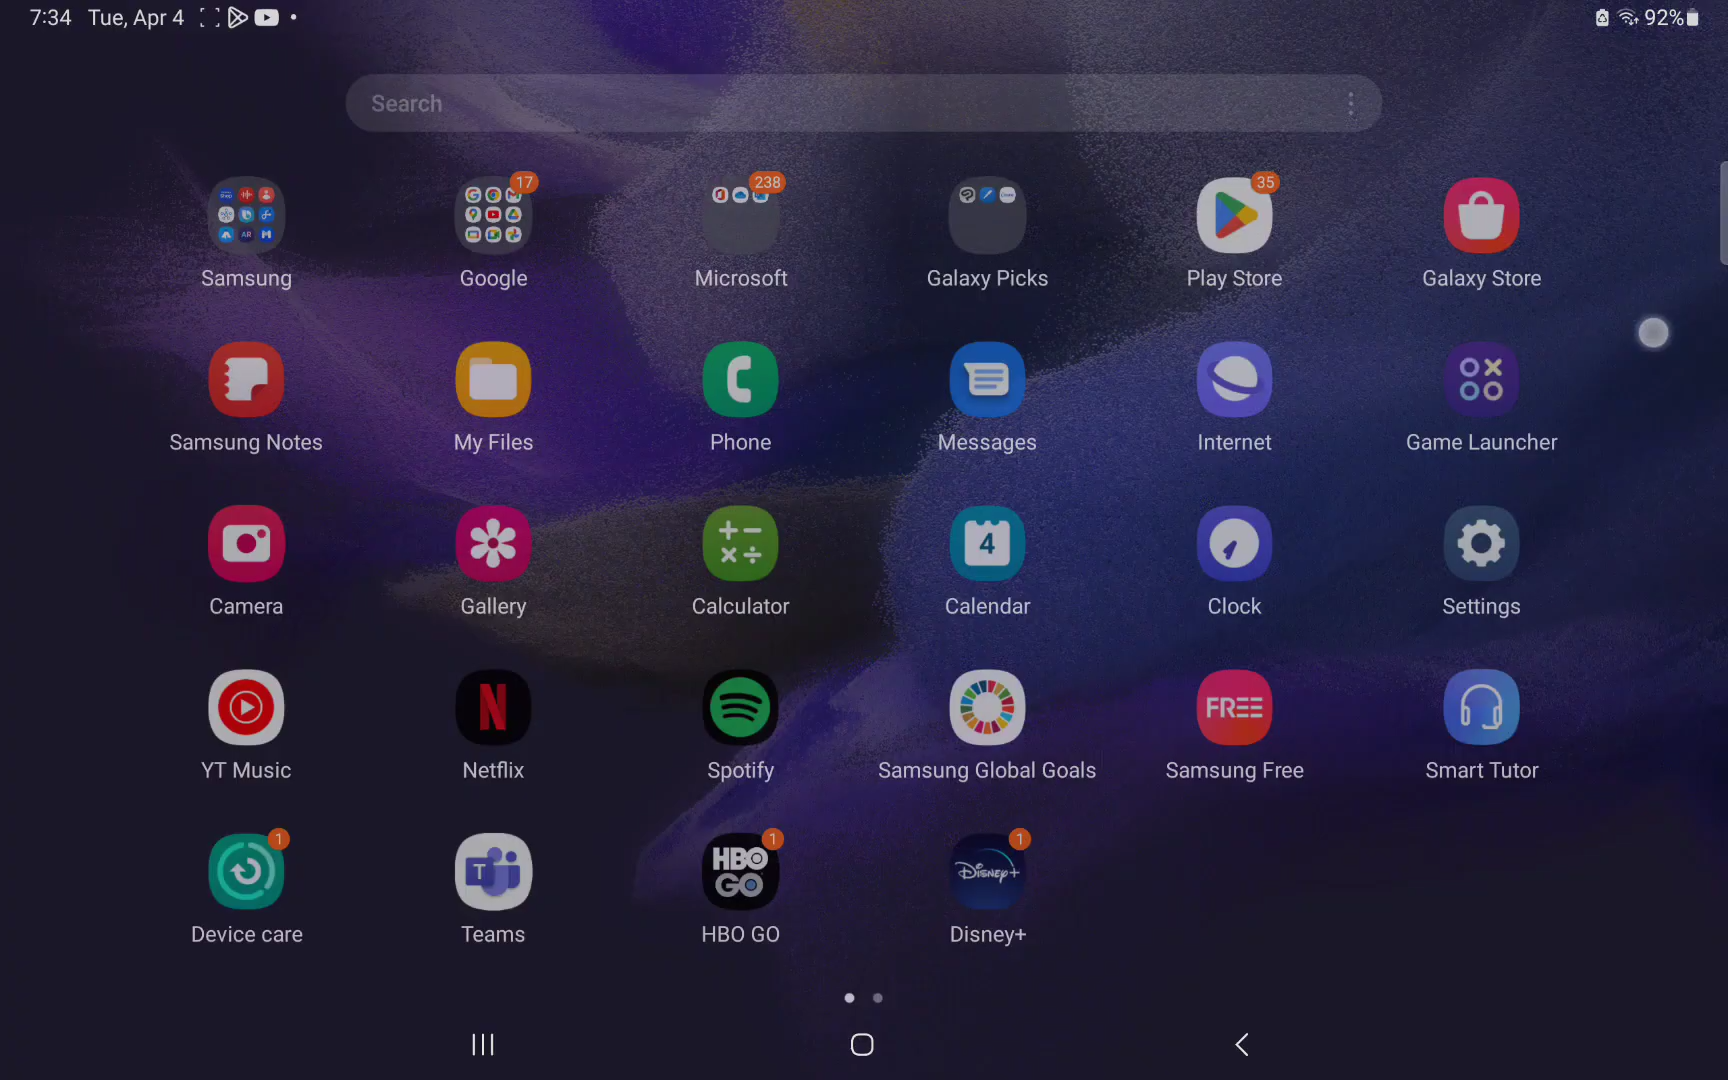 7:34 Tue, Apr 4
92%
Search
17
238
35
Samsung
Google
Microsoft
Galaxy Picks
Play Store
Galaxy Store
Samsung Notes
My Files
Phone
Messages
Internet
Game Launcher
4
Camera
Gallery
Calculator
Calendar
Clock
Settings
FREE
YT Music
Netflix
Spotify
Samsung Global Goals
Samsung Free
Smart Tutor
1
T
HBO
GO
1
Disney+
1
Device care
Teams
HBO GO
Disney+